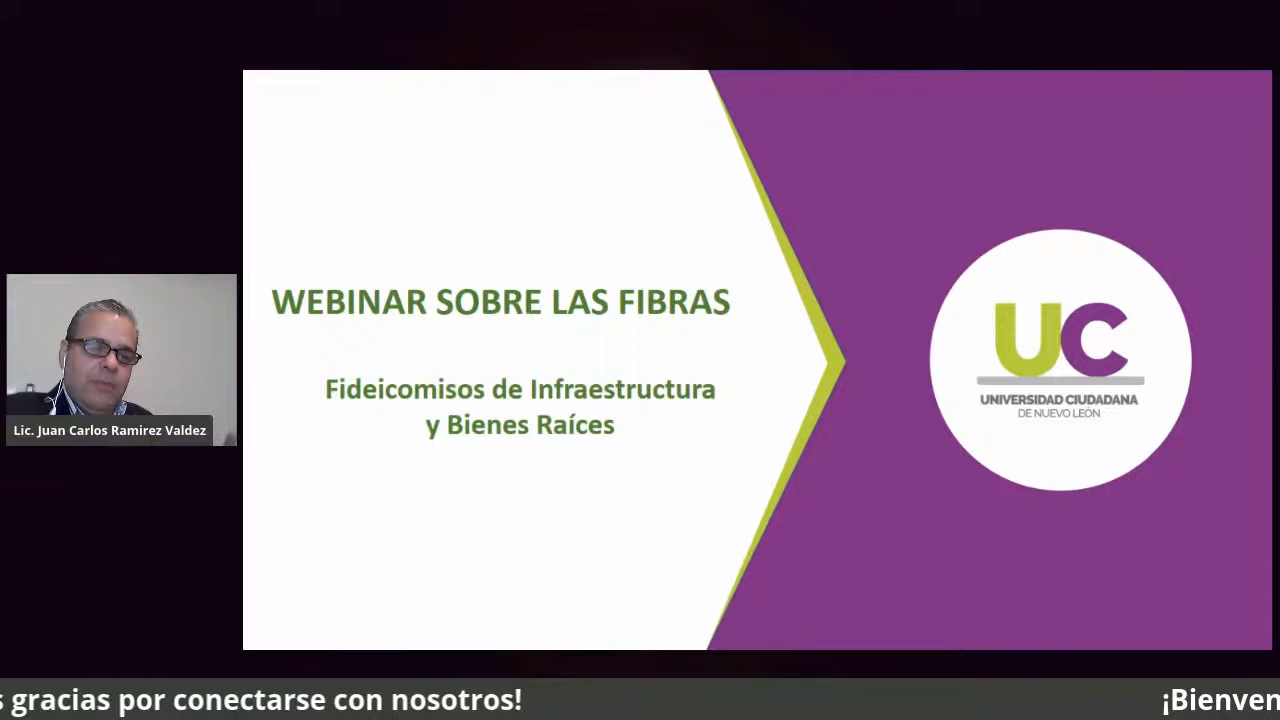 WEBINAR SOBRE LAS FIBRAS
Fideicomisos de Infraestructura
y Bienes Raíces
UC
UNIVERSIDAD CIUDADANA
DE NUEVO LEÓN
Lic. Juan Carlos Ramirez Valdez
gracias por conectarse con nosotros!